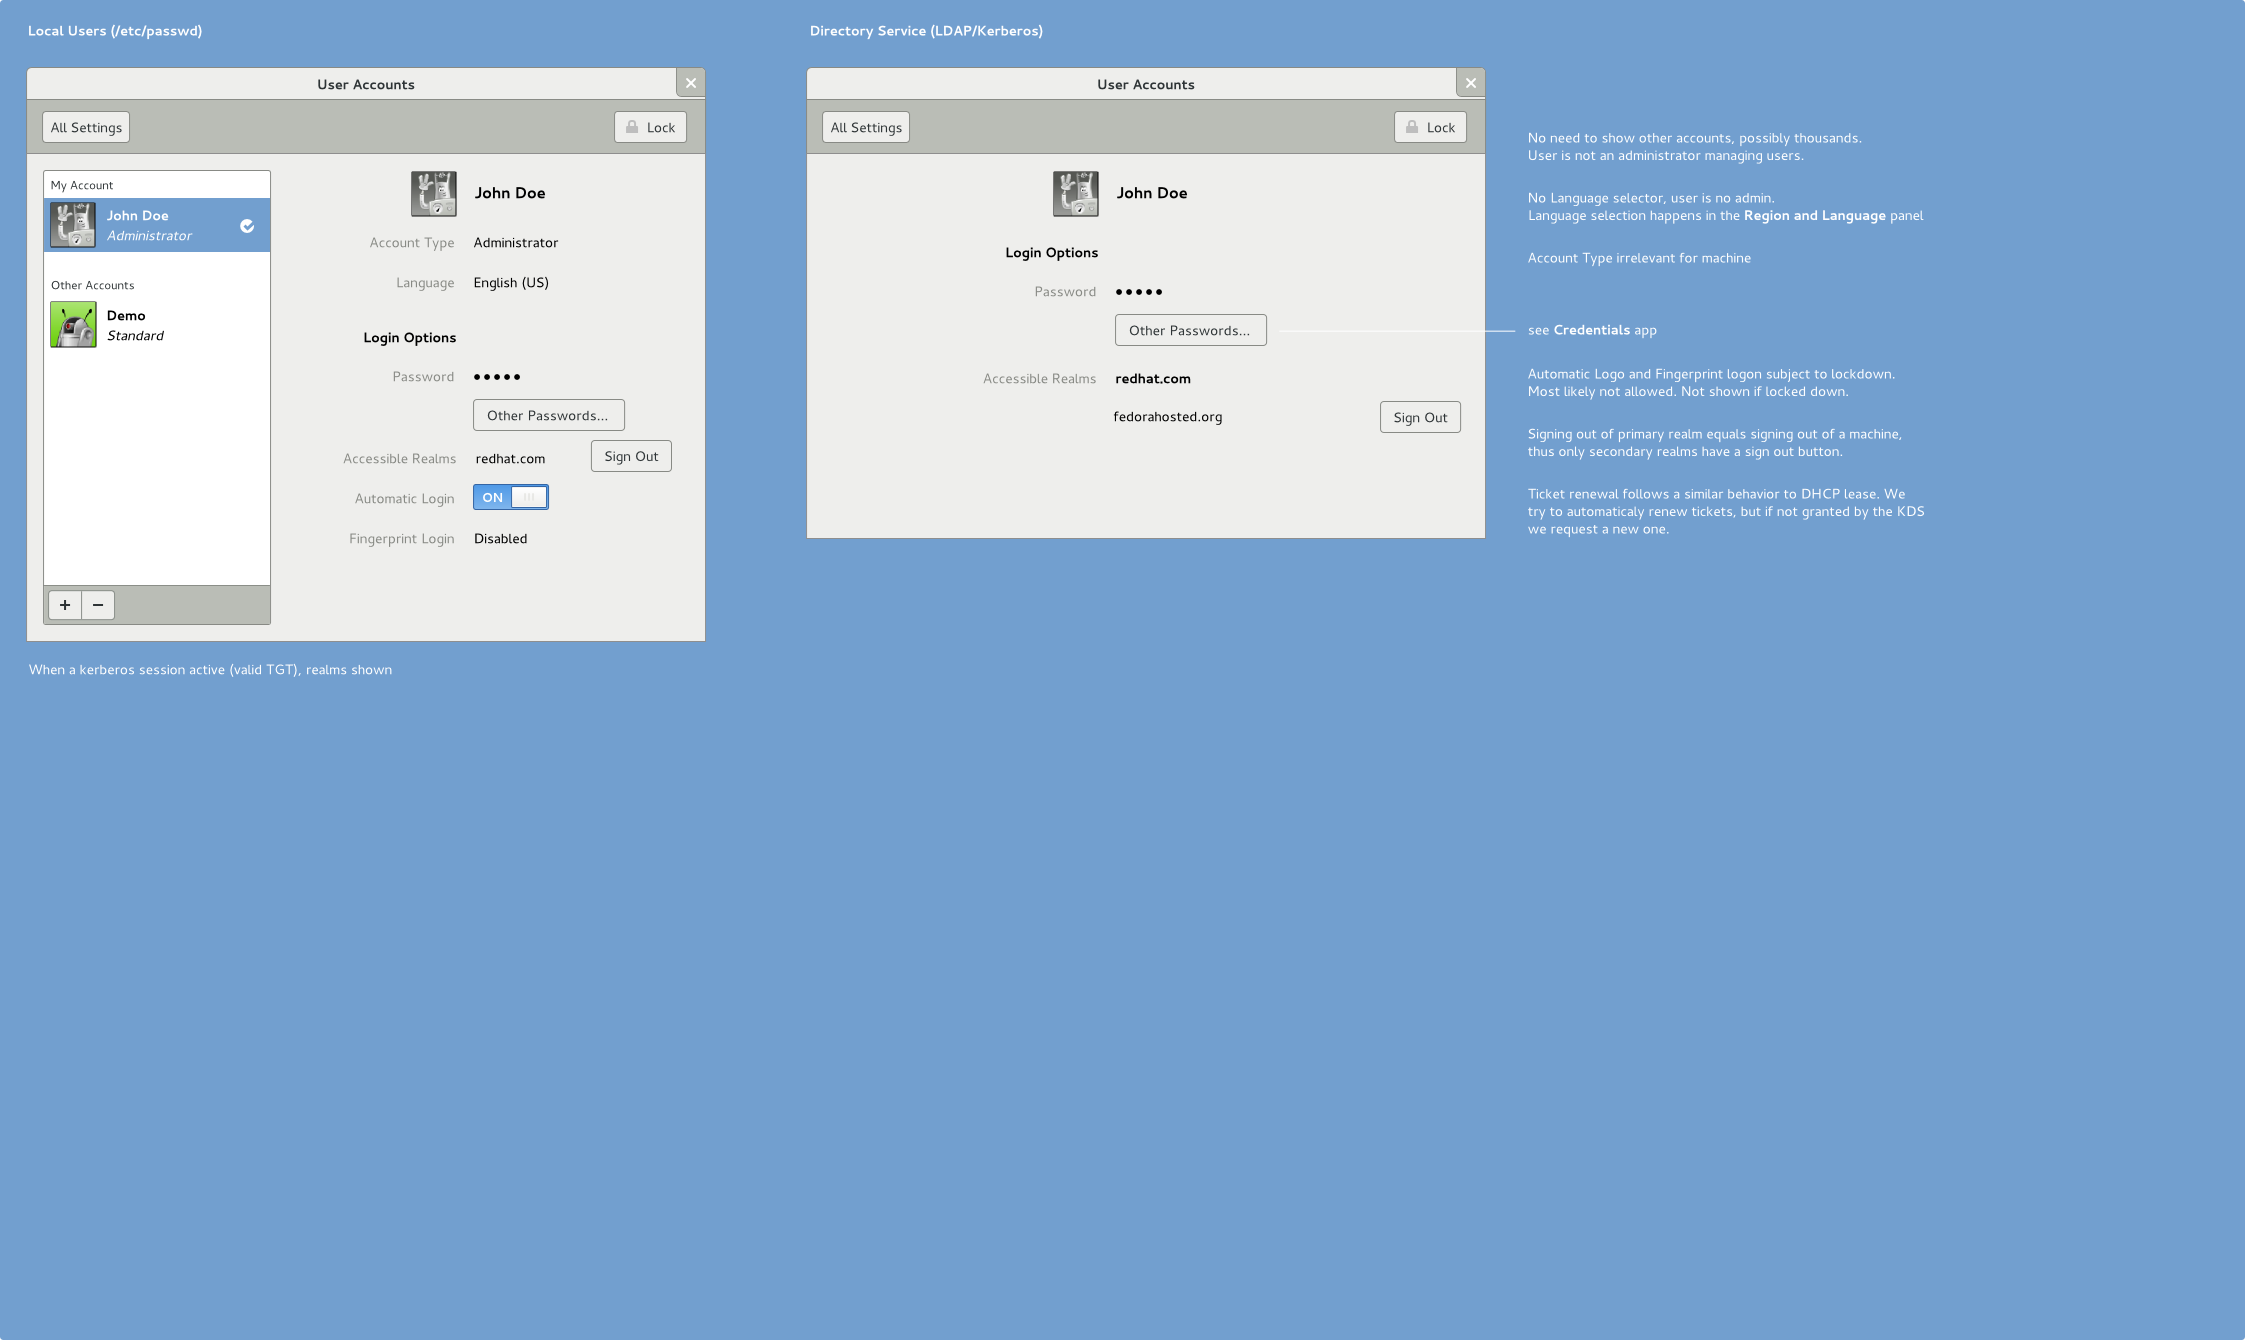 Local Users (/etc/passwd)
User Accounts
All Settings
Lock
My Account
John Doe
Administrator
Other Accounts
Demo
Standard
John Doe
Account Type Administrator
Language English (US)
Login Options
Password •••••
Other Passwords...
Accessible Realms redhat.com Sign Out
Automatic Login ON
Fingerprint Login Disabled
+ −
When a kerberos session active (valid TGT), realms shown
Directory Service (LDAP/Kerberos)
User Accounts
All Settings
Lock
John Doe
Login Options
Password •••••
Other Passwords...
Accessible Realms redhat.com
fedorahosted.org Sign Out
No need to show other accounts, possibly thousands.
User is not an administrator managing users.
No Language selector, user is no admin.
Language selection happens in the Region and Language panel
Account Type irrelevant for machine
see Credentials app
Automatic Logo and Fingerprint logon subject to lockdown.
Most likely not allowed. Not shown if locked down.
Signing out of primary realm equals signing out of a machine,
thus only secondary realms have a sign out button.
Ticket renewal follows a similar behavior to DHCP lease. We
try to automaticaly renew tickets, but if not granted by the KDS
we request a new one.